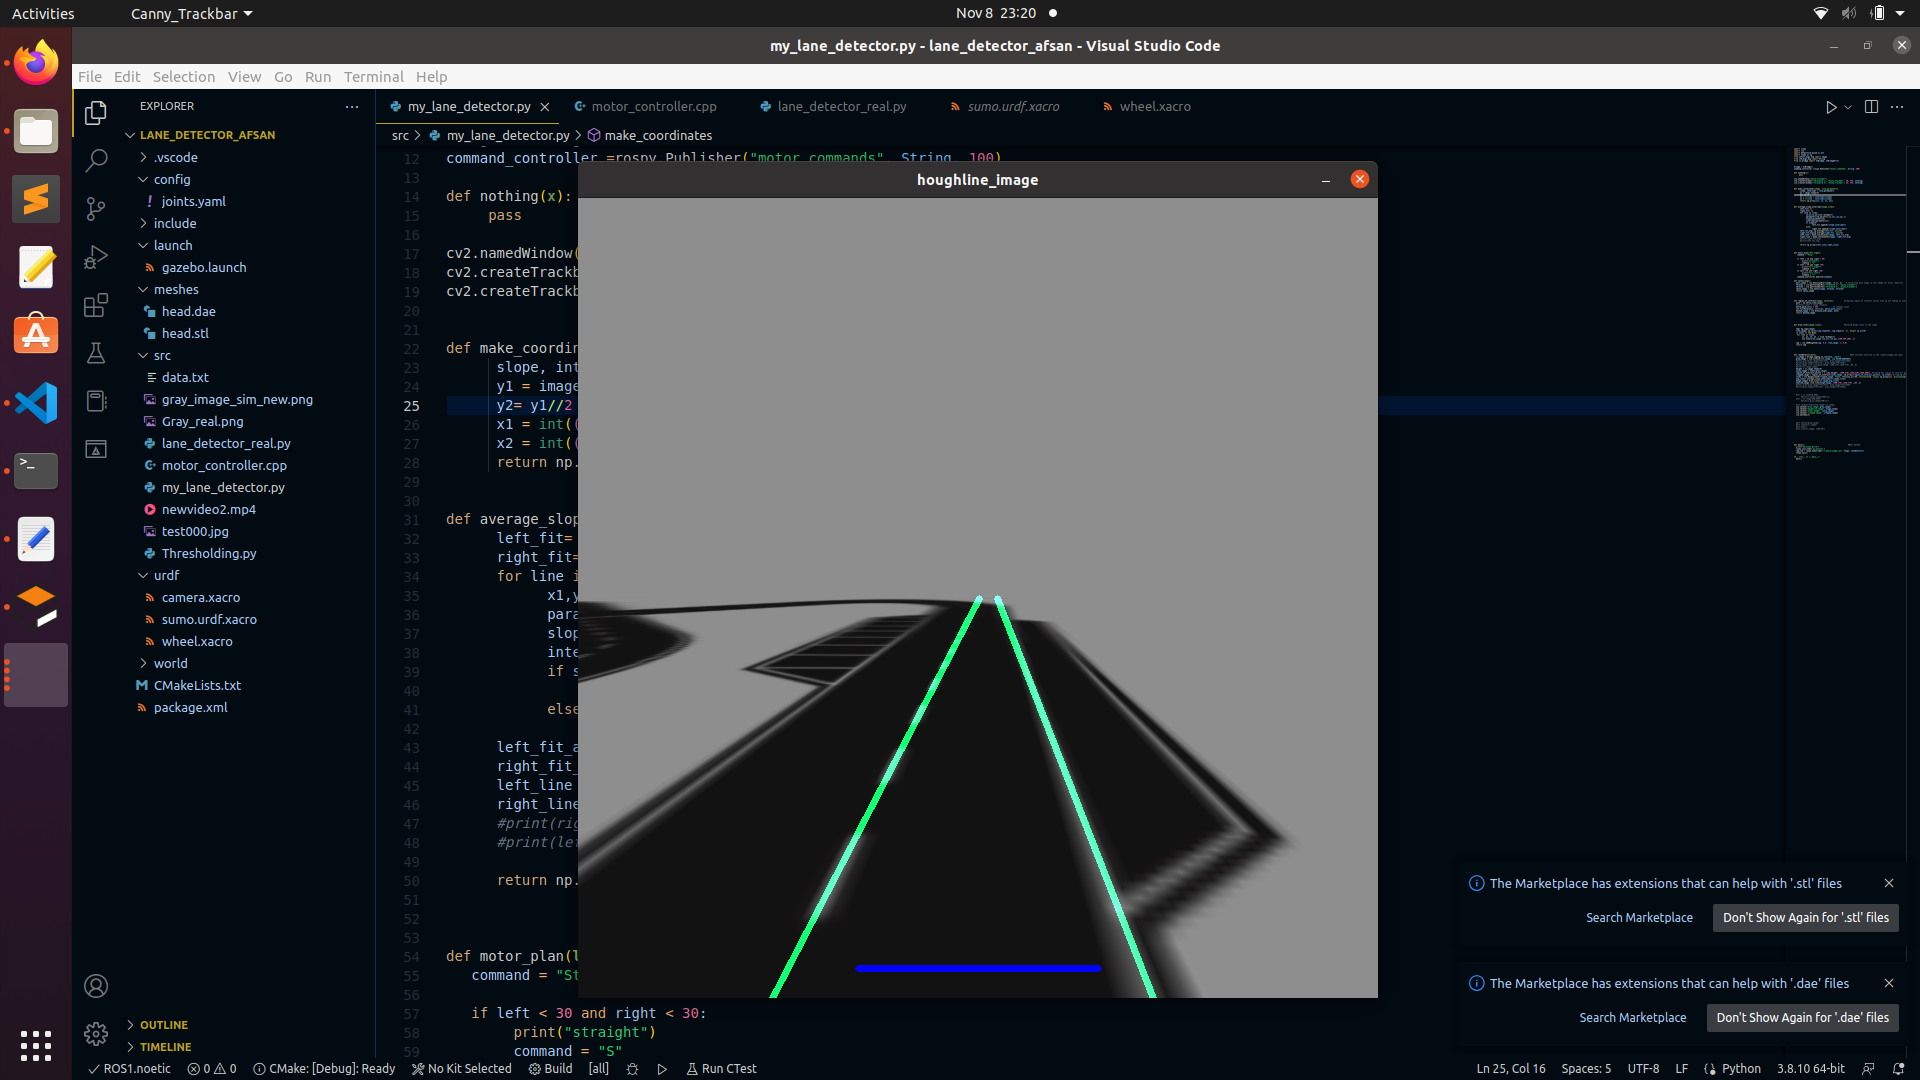 Activities
Canny_Trackbar
Nov 8 23:20
my_lane_detector.py - lane_detector_afsan - Visual Studio Code
File Edit Selection View Go Run Terminal Help
EXPLORER
LANE_DETECTOR_AFSAN
.vscode
config
! joints.yaml
include
launch
gazebo.launch
meshes
head.dae
head.stl
src
data.txt
gray_image_sim_new.png
Gray_real.png
lane_detector_real.py
motor_controller.cpp
my_lane_detector.py
newvideo2.mp4
test000.jpg
Thresholding.py
urdf
camera.xacro
sumo.urdf.xacro
wheel.xacro
world
CMakeLists.txt
package.xml
OUTLINE
TIMELINE
my_lane_detector.py motor_controller.cpp lane_detector_real.py sumo.urdf.xacro wheel.xacro
src > my_lane_detector.py > make_coordinates
12 command_controller =rospy.Publisher("motor_commands", String, 100)
13
14 def nothing(x):
15 pass
16
17 cv2.namedWindow(
18 cv2.createTrackb
19 cv2.createTrackb
20
21
22 def make_coordin
23 slope, int
24 y1 = image
25 y2= y1//2
26 x1 = int((
27 x2 = int((
28 return np.
29
30
31 def average_slop
32 left_fit=
33 right_fit=
34 for line i
35 x1,y
36 para
37 slop
38 inte
39 if s
40
41 else
42
43 left_fit_a
44 right_fit_
45 left_line
46 right_line
47 #print(rig
48 #print(lef
49
50 return np.
51
52
53
54 def motor_plan(l
55 command = "St
56
57 if left < 30 and right < 30:
58 print("straight")
59 command = "S"
houghline_image
The Marketplace has extensions that can help with '.stl' files
Search Marketplace Don't Show Again for '.stl' files
The Marketplace has extensions that can help with '.dae' files
Search Marketplace Don't Show Again for '.dae' files
ROS1.noetic 0 0 CMake: [Debug]: Ready No Kit Selected Build [all] Run CTest Ln 25, Col 16 Spaces: 5 UTF-8 LF Python 3.8.10 64-bit